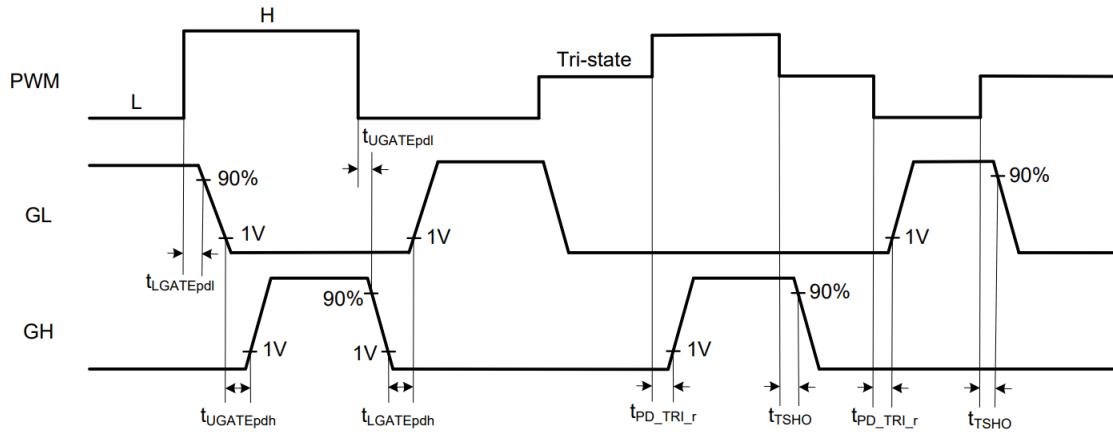 H
Tri-state
PWM
L
tUGATEpdl
90%
90%
GL
1V
1V
1V
tLGATEpdl
90%
90%
GH
1V
1V
1V
tUGATEpdh
tLGATEpdh
tPD_TRI_r
tTSHO
tPD_TRI_r
tTSHO